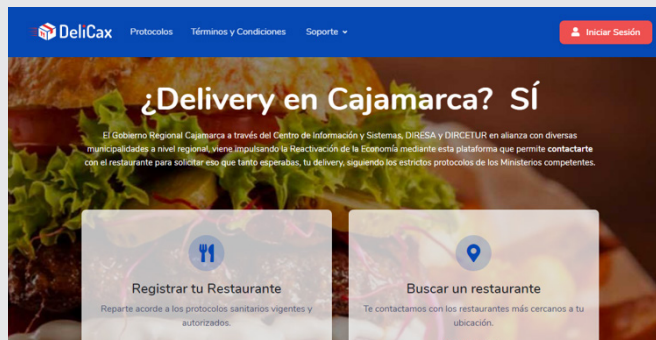 DeliCax Protocolos Términos y Condiciones Soporte Iniciar Sesión
¿Delivery en Cajamarca? SÍ
El Gobierno Regional Cajamarca a través del Centro de Información y Sistemas, DIRESA y DIRCETUR en alianza con diversas
municipalidades a nivel regional, viene impulsando la Reactivación de la Economía mediante esta plataforma que permite contactarte
con el restaurante para solicitar eso que tanto esperabas, tu delivery, siguiendo los estrictos protocolos de los Ministerios competentes.
Registrar tu Restaurante
Reparte acorde a los protocolos sanitarios vigentes y
autorizados.
Buscar un restaurante
Te contactamos con los restaurantes más cercanos a tu
ubicación.